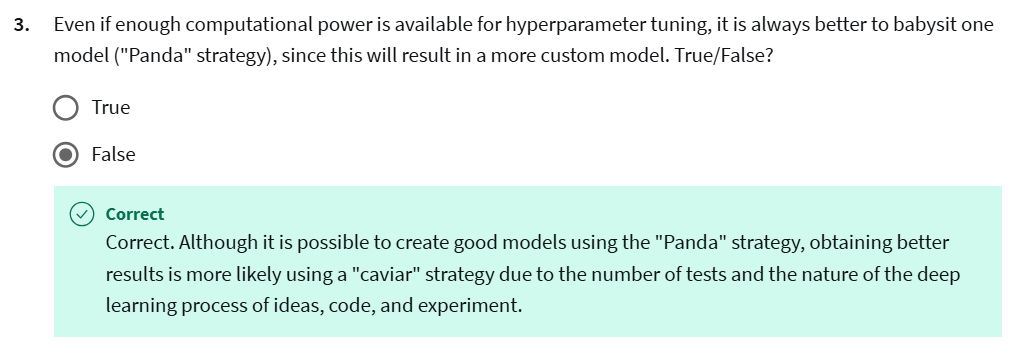 3. Even if enough computational power is available for hyperparameter tuning, it is always better to babysit one
model ("Panda" strategy), since this will result in a more custom model. True/False?
True
False
Correct
Correct. Although it is possible to create good models using the "Panda" strategy, obtaining better
results is more likely using a "caviar" strategy due to the number of tests and the nature of the deep
learning process of ideas, code, and experiment.